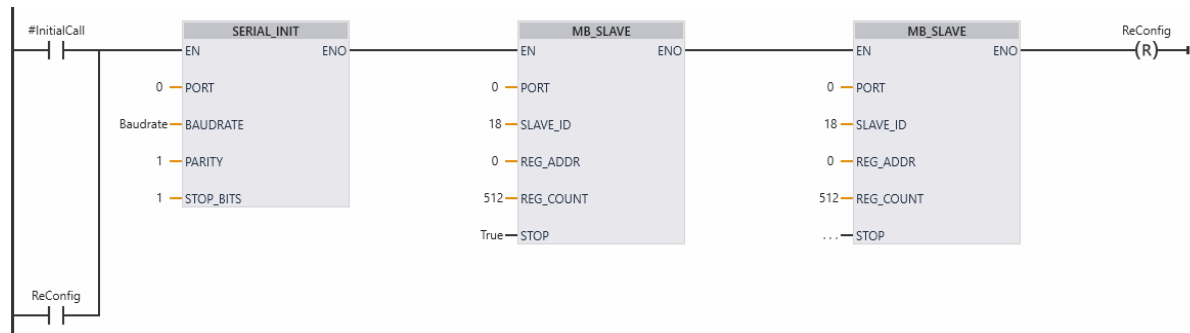 #InitialCall
SERIAL_INIT
EN ENO
0 PORT
Baudrate BAUDRATE
1 PARITY
1 STOP_BITS
MB_SLAVE
EN ENO
0 PORT
18 SLAVE_ID
0 REG_ADDR
512 REG_COUNT
True STOP
MB_SLAVE
EN ENO
0 PORT
18 SLAVE_ID
0 REG_ADDR
512 REG_COUNT
... STOP
ReConfig
(R)
ReConfig